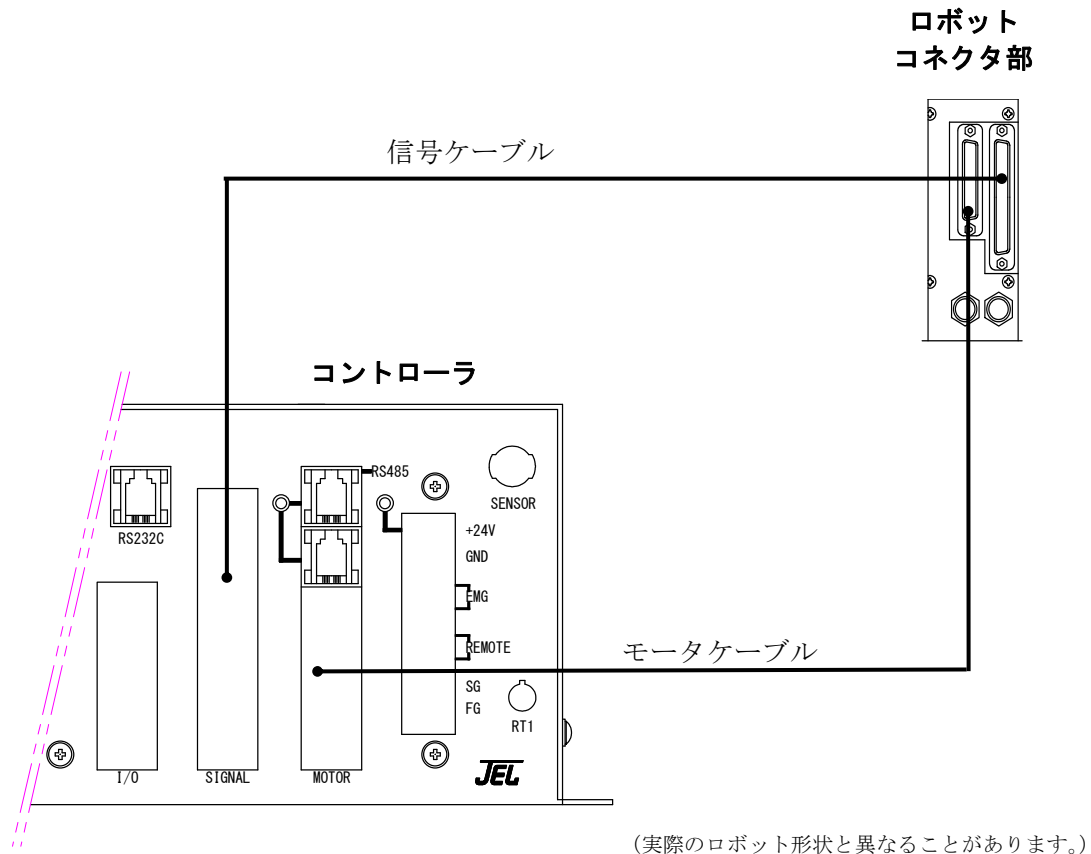 ロボット
コネクタ部
信号ケーブル
コントローラ
RS485
SENSOR
RS232C
+24V
GND
EMG
REMOTE
モータケーブル
SG
FG
RT1
I/O
SIGNAL
MOTOR
JEL
(実際のロボット形状と異なることがあります。)